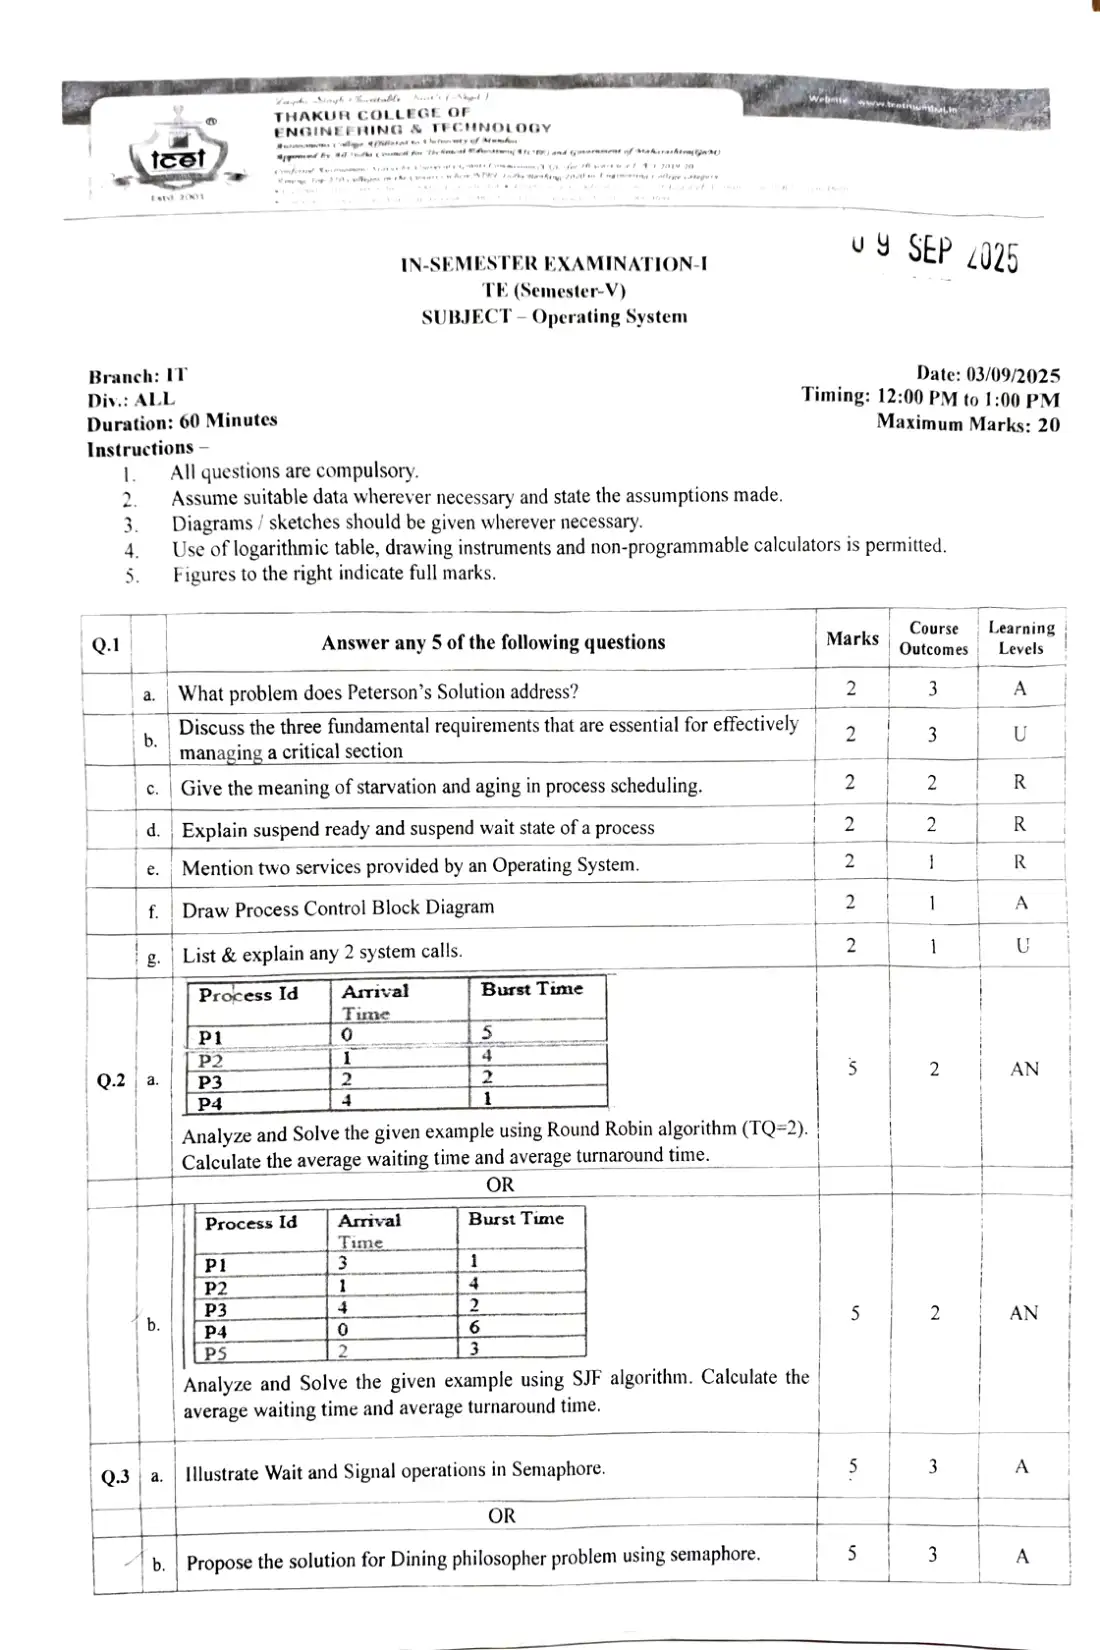 Website www.tcetmumbai.in
THAKUR COLLEGE OF
ENGINEERING & TECHNOLOGY
tcet
®
Estd 2001
09 SEP 2025
IN-SEMESTER EXAMINATION-I
TE (Semester-V)
SUBJECT – Operating System
Branch: IT
Date: 03/09/2025
Div.: ALL
Timing: 12:00 PM to 1:00 PM
Duration: 60 Minutes
Maximum Marks: 20
Instructions –
1. All questions are compulsory.
2. Assume suitable data wherever necessary and state the assumptions made.
3. Diagrams / sketches should be given wherever necessary.
4. Use of logarithmic table, drawing instruments and non-programmable calculators is permitted.
5. Figures to the right indicate full marks.
Q.1 Answer any 5 of the following questions Marks Course Outcomes Learning Levels
a. What problem does Peterson's Solution address? 2 3 A
b. Discuss the three fundamental requirements that are essential for effectively
managing a critical section 2 3 U
c. Give the meaning of starvation and aging in process scheduling. 2 2 R
d. Explain suspend ready and suspend wait state of a process 2 2 R
e. Mention two services provided by an Operating System. 2 1 R
f. Draw Process Control Block Diagram 2 1 A
g. List & explain any 2 system calls. 2 1 U
Process Id Arrival Time Burst Time
P1 0 5
P2 1 4
P3 2 2
P4 4 1
Q.2 a. 5 2 AN
Analyze and Solve the given example using Round Robin algorithm (TQ=2).
Calculate the average waiting time and average turnaround time.
OR
Process Id Arrival Time Burst Time
P1 3 1
P2 1 4
P3 4 2
P4 0 6
P5 2 3
b. 5 2 AN
Analyze and Solve the given example using SJF algorithm. Calculate the
average waiting time and average turnaround time.
Q.3 a. Illustrate Wait and Signal operations in Semaphore. 5 3 A
OR
b. Propose the solution for Dining philosopher problem using semaphore. 5 3 A